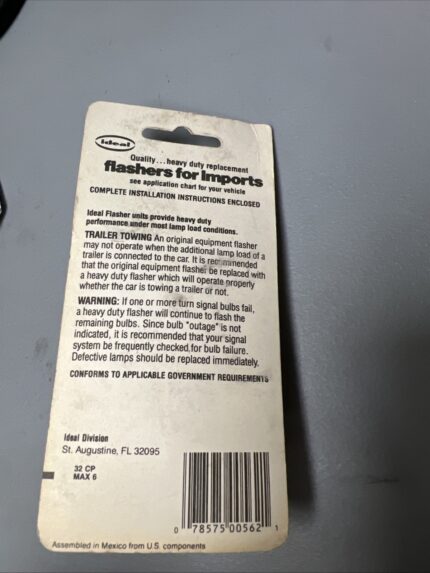 Ideal
Quality...heavy duty replacement
flashers for Imports
see application chart for your vehicle
COMPLETE INSTALLATION INSTRUCTIONS ENCLOSED
Ideal Flasher units provide heavy duty
performance under most lamp load conditions.
TRAILER TOWING An original equipment flasher
may not operate when the additional lamp load of a
trailer is connected to the car. It is recommended
that the original equipment flasher be replaced with
a heavy duty flasher which will operate properly
whether the car is towing a trailer or not.
WARNING: If one or more turn signal bulbs fail,
a heavy duty flasher will continue to flash the
remaining bulbs. Since bulb "outage" is not
indicated, it is recommended that your signal
system be frequently checked for bulb failure.
Defective lamps should be replaced immediately.
CONFORMS TO APPLICABLE GOVERNMENT REQUIREMENTS
Ideal Division
St. Augustine, FL 32095
32 CP
MAX 6
0 78575 00562 1
Assembled in Mexico from U.S. components